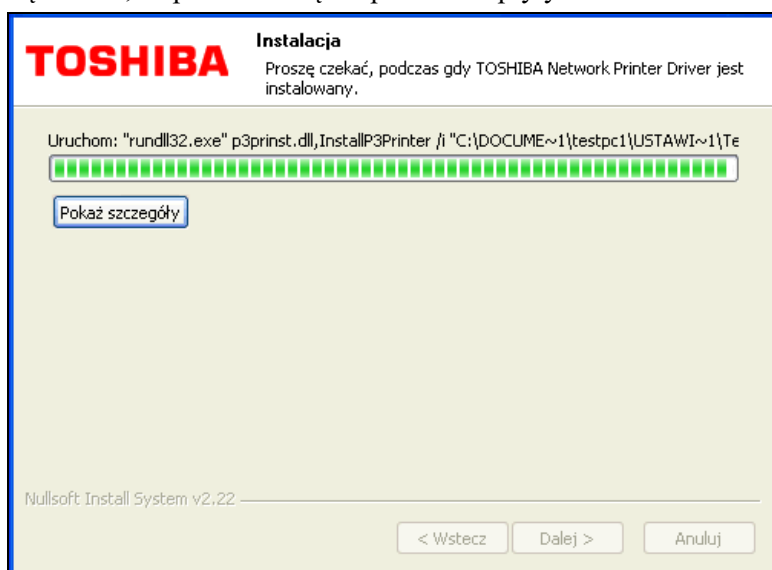 TOSHIBA
Instalacja
Proszę czekać, podczas gdy TOSHIBA Network Printer Driver jest
instalowany.
Uruchom: "rundll32.exe" p3prinst.dll,InstallP3Printer /i "C:\DOCUME~1\testpc1\USTAWI~1\Te
Pokaż szczegóły
Nullsoft Install System v2.22
< Wstecz
Dalej >
Anuluj